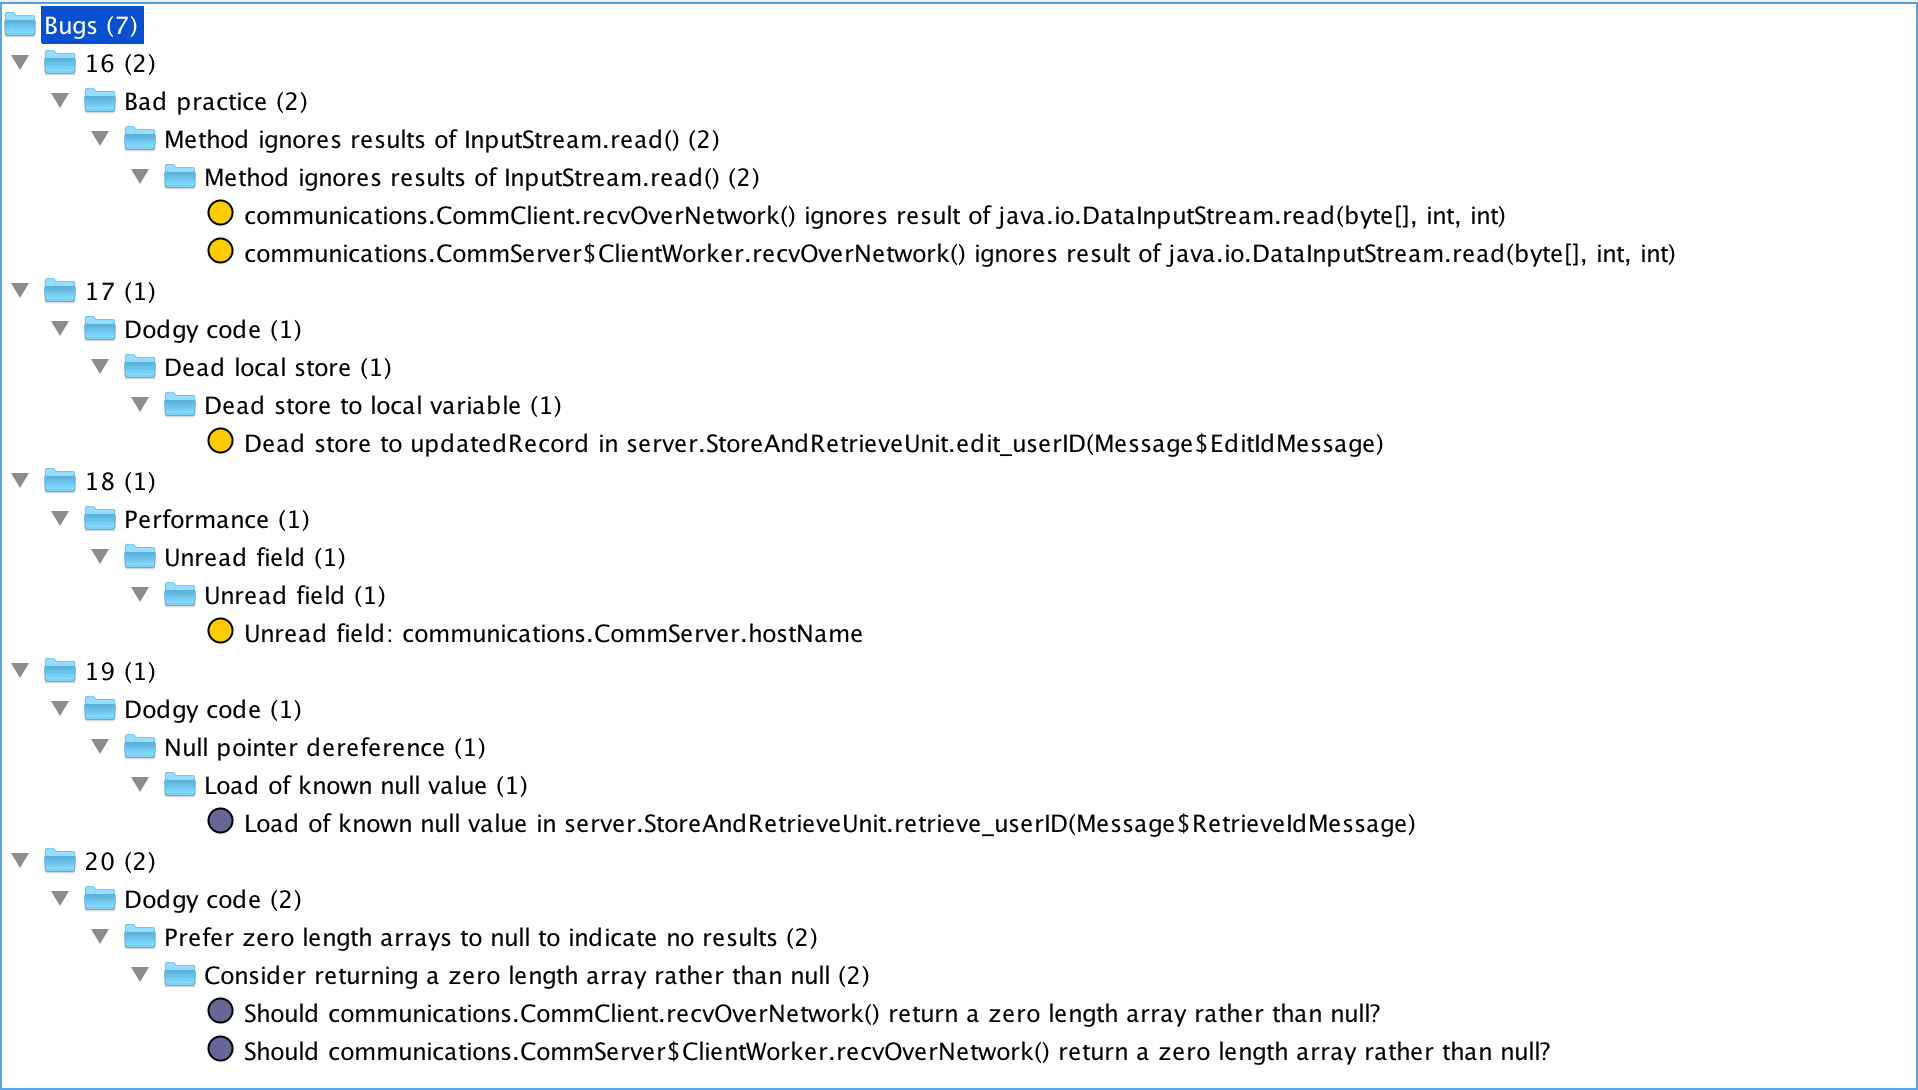 Bugs (7)
16 (2)
Bad practice (2)
Method ignores results of InputStream.read() (2)
Method ignores results of InputStream.read() (2)
communications.CommClient.recvOverNetwork() ignores result of java.io.DataInputStream.read(byte[], int, int)
communications.CommServer$ClientWorker.recvOverNetwork() ignores result of java.io.DataInputStream.read(byte[], int, int)
17 (1)
Dodgy code (1)
Dead local store (1)
Dead store to local variable (1)
Dead store to updatedRecord in server.StoreAndRetrieveUnit.edit_userID(Message$EditIdMessage)
18 (1)
Performance (1)
Unread field (1)
Unread field (1)
Unread field: communications.CommServer.hostName
19 (1)
Dodgy code (1)
Null pointer dereference (1)
Load of known null value (1)
Load of known null value in server.StoreAndRetrieveUnit.retrieve_userID(Message$RetrieveIdMessage)
20 (2)
Dodgy code (2)
Prefer zero length arrays to null to indicate no results (2)
Consider returning a zero length array rather than null (2)
Should communications.CommClient.recvOverNetwork() return a zero length array rather than null?
Should communications.CommServer$ClientWorker.recvOverNetwork() return a zero length array rather than null?